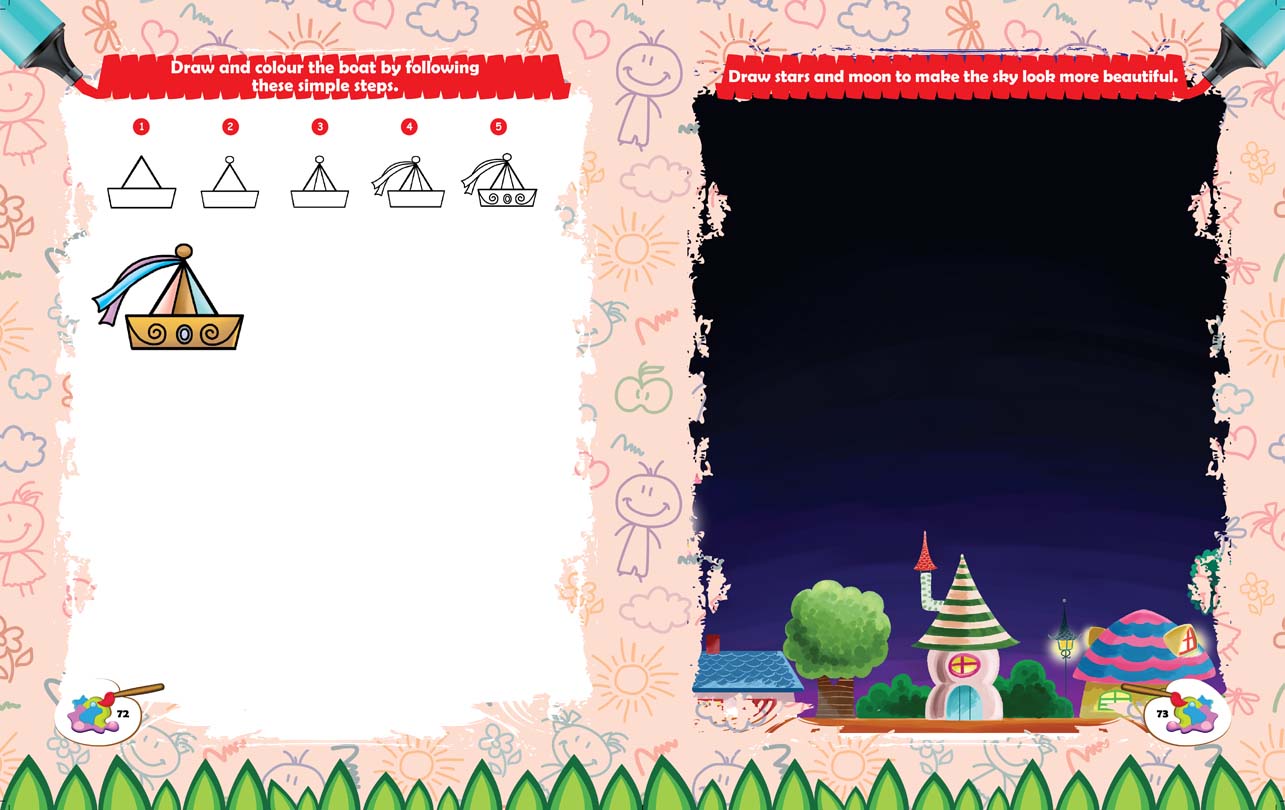 Draw and colour the boat by following
these simple steps.
1 2 3 4 5
72
Draw stars and moon to make the sky look more beautiful.
73